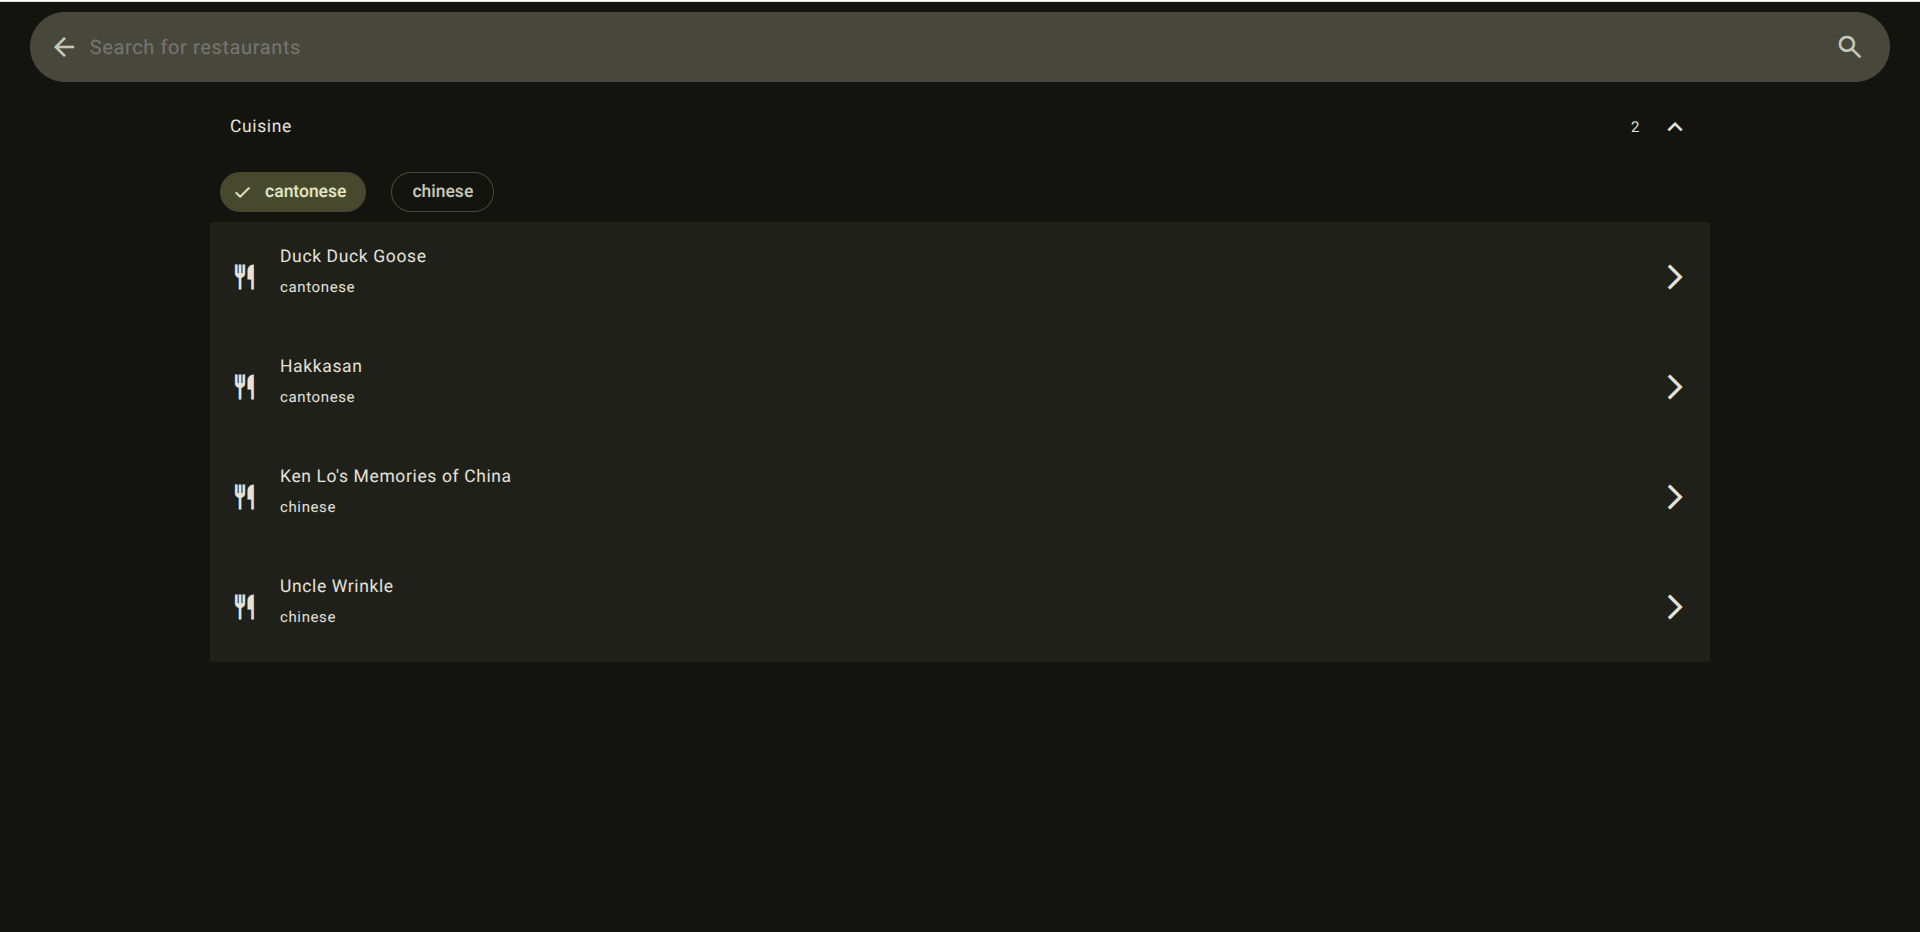 Search for restaurants
Cuisine 2
cantonese chinese
Duck Duck Goose
cantonese
Hakkasan
cantonese
Ken Lo's Memories of China
chinese
Uncle Wrinkle
chinese